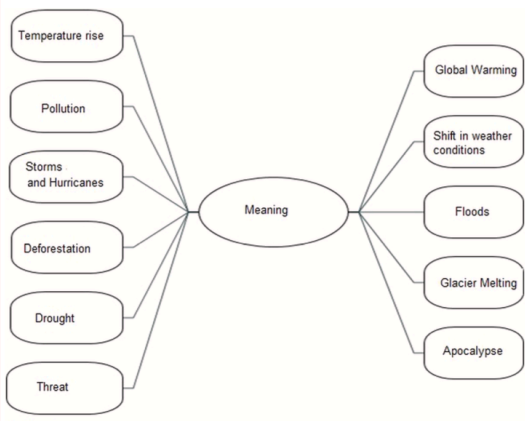 Temperature rise
Pollution
Storms
and Hurricanes
Deforestation
Drought
Threat
Meaning
Global Warming
Shift in weather
conditions
Floods
Glacier Melting
Apocalypse